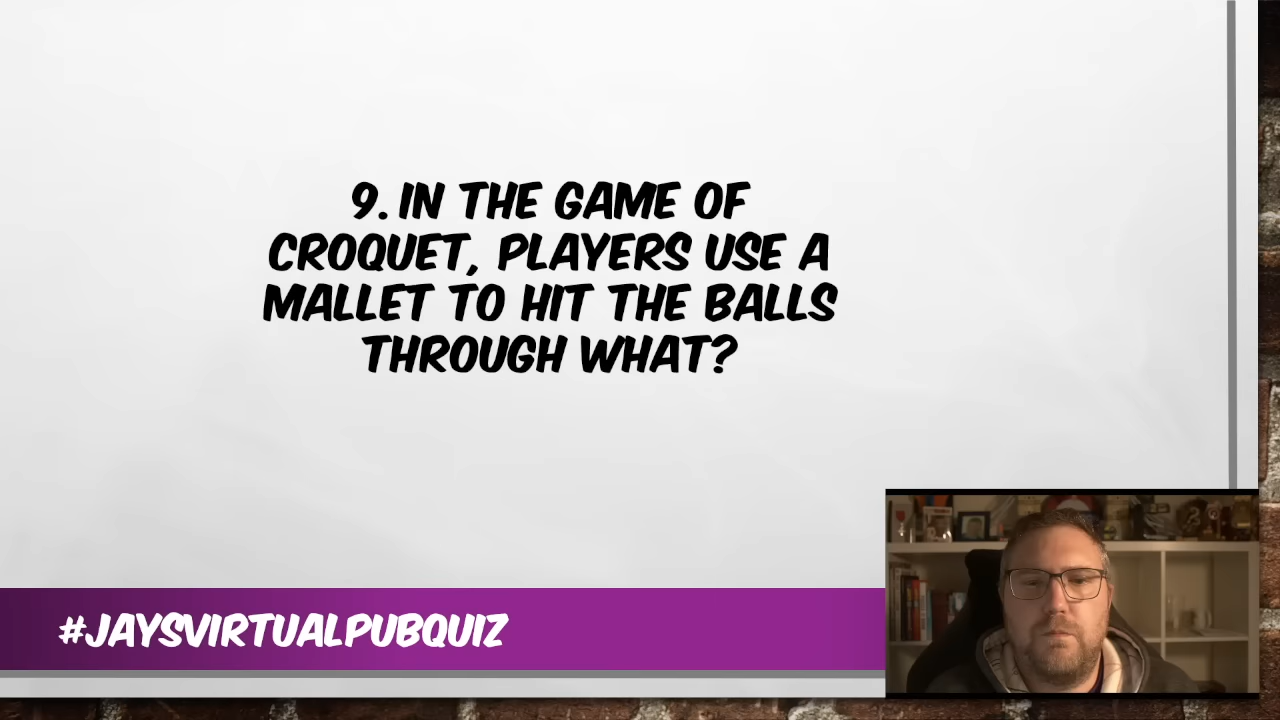 9. IN THE GAME OF
CROQUET, PLAYERS USE A
MALLET TO HIT THE BALLS
THROUGH WHAT?
#JAYSVIRTUALPUBQUIZ